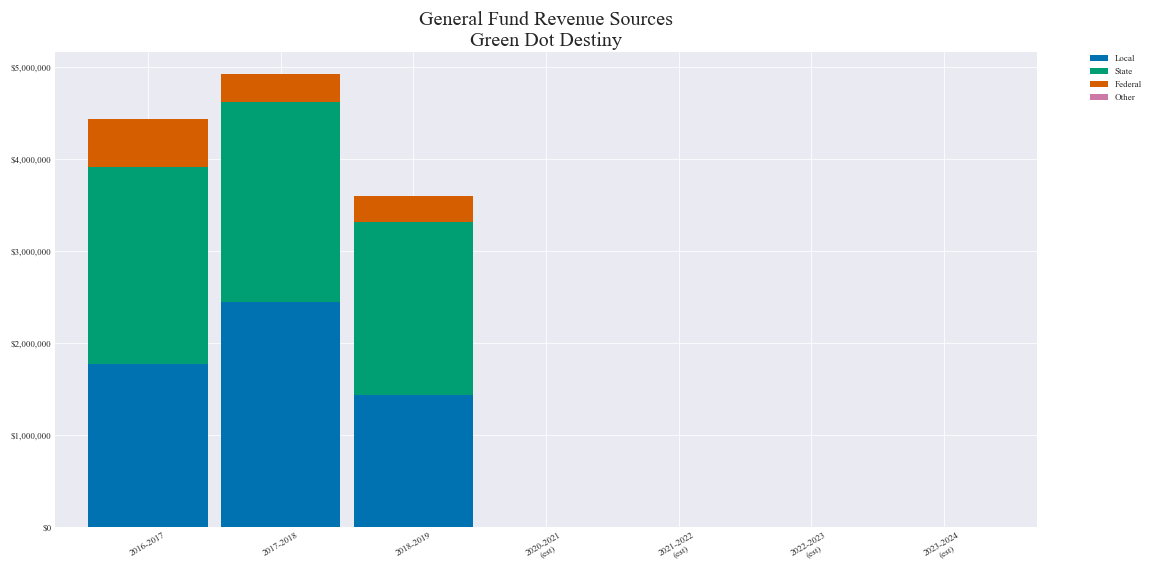 General Fund Revenue Sources
Green Dot Destiny
Local
State
Federal
Other
$5,000,000
$4,000,000
$3,000,000
$2,000,000
$1,000,000
$0
2016-2017
2017-2018
2018-2019
2020-2021
(est)
2021-2022
(est)
2022-2023
(est)
2023-2024
(est)